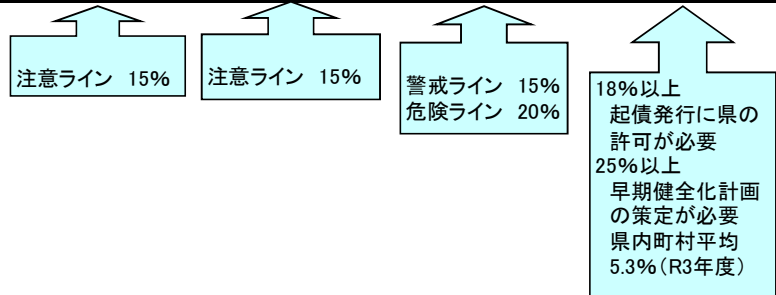 注意ライン 15%
注意ライン 15%
警戒ライン 15%
危険ライン 20%
18%以上
起債発行に県の
許可が必要
25%以上
早期健全化計画
の策定が必要
県内町村平均
5.3%(R3年度)